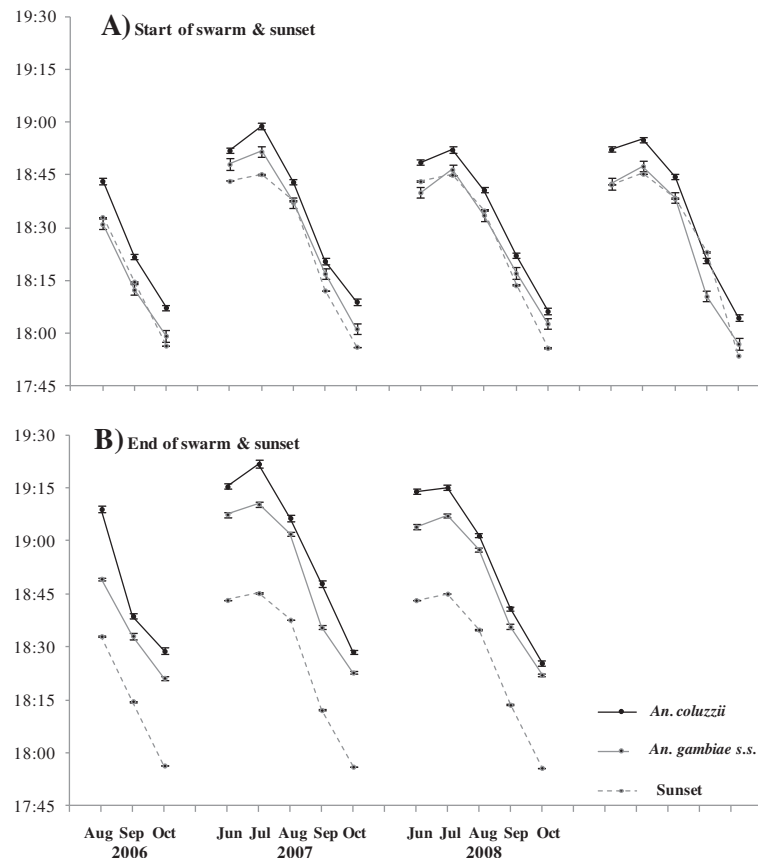 A) Start of swarm & sunset
19:30
19:15
19:00
18:45
18:30
18:15
18:00
17:45
B) End of swarm & sunset
19:30
19:15
19:00
18:45
18:30
18:15
18:00
17:45
An. coluzzii
An. gambiae s.s.
Sunset
Aug Sep Oct Jun Jul Aug Sep Oct Jun Jul Aug Sep Oct
2006 2007 2008